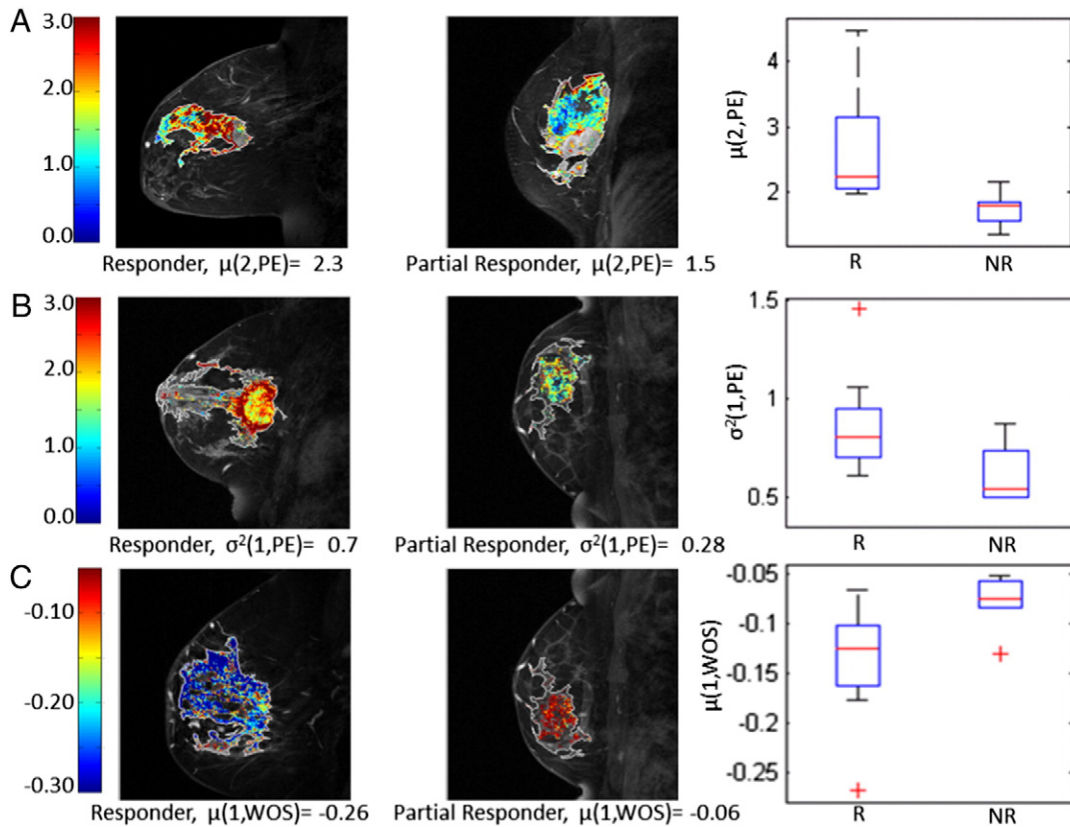 A
3.0
2.0
1.0
0.0
Responder, μ(2,PE)= 2.3
Partial Responder, μ(2,PE)= 1.5
μ(2,PE)
4
3
2
R
NR
B
3.0
2.0
1.0
0.0
Responder, σ²(1,PE)= 0.7
Partial Responder, σ²(1,PE)= 0.28
σ²(1,PE)
1.5
1
0.5
R
NR
C
-0.10
-0.20
-0.30
Responder, μ(1,WOS)= -0.26
Partial Responder, μ(1,WOS)= -0.06
μ(1,WOS)
-0.05
-0.1
-0.15
-0.2
-0.25
R
NR